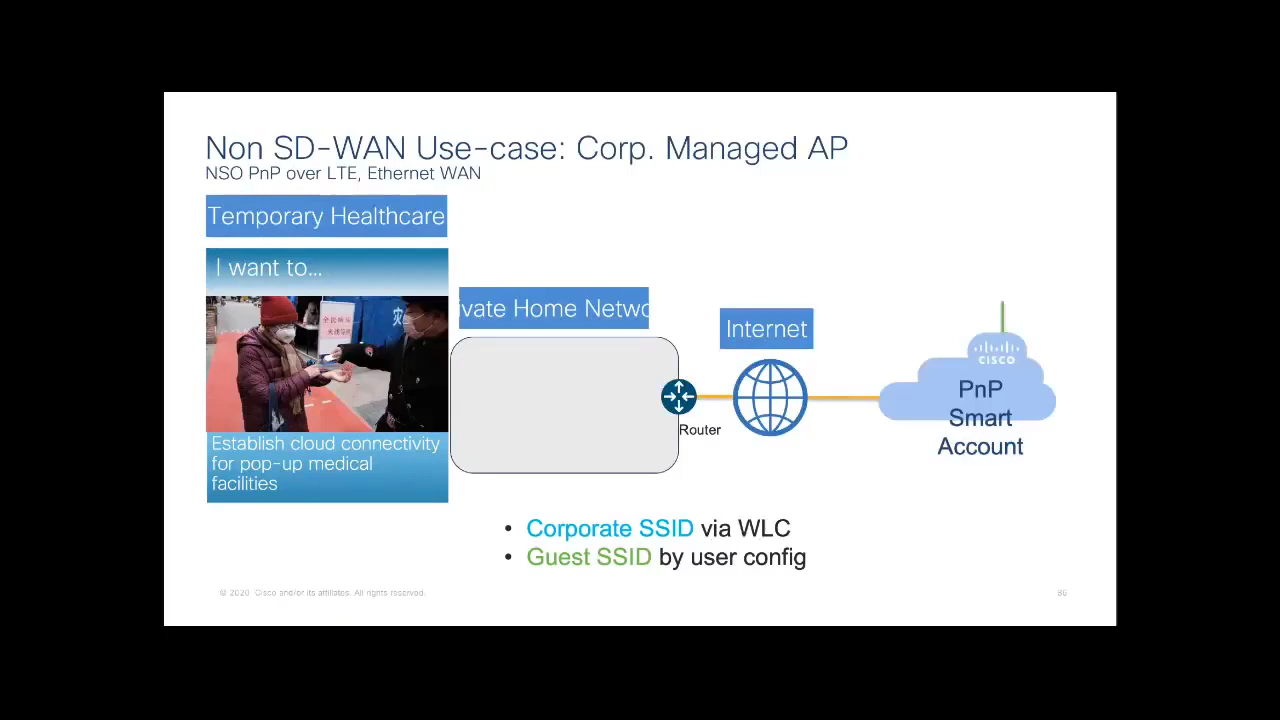 Non SD-WAN Use-case: Corp. Managed AP
NSO PnP over LTE, Ethernet WAN
Temporary Healthcare
I want to...
Establish cloud connectivity
for pop-up medical
facilities
ivate Home Netwo
Router
Internet
CISCO
PnP
Smart
Account
• Corporate SSID via WLC
• Guest SSID by user config
© 2020 Cisco and/or its affiliates. All rights reserved.
86